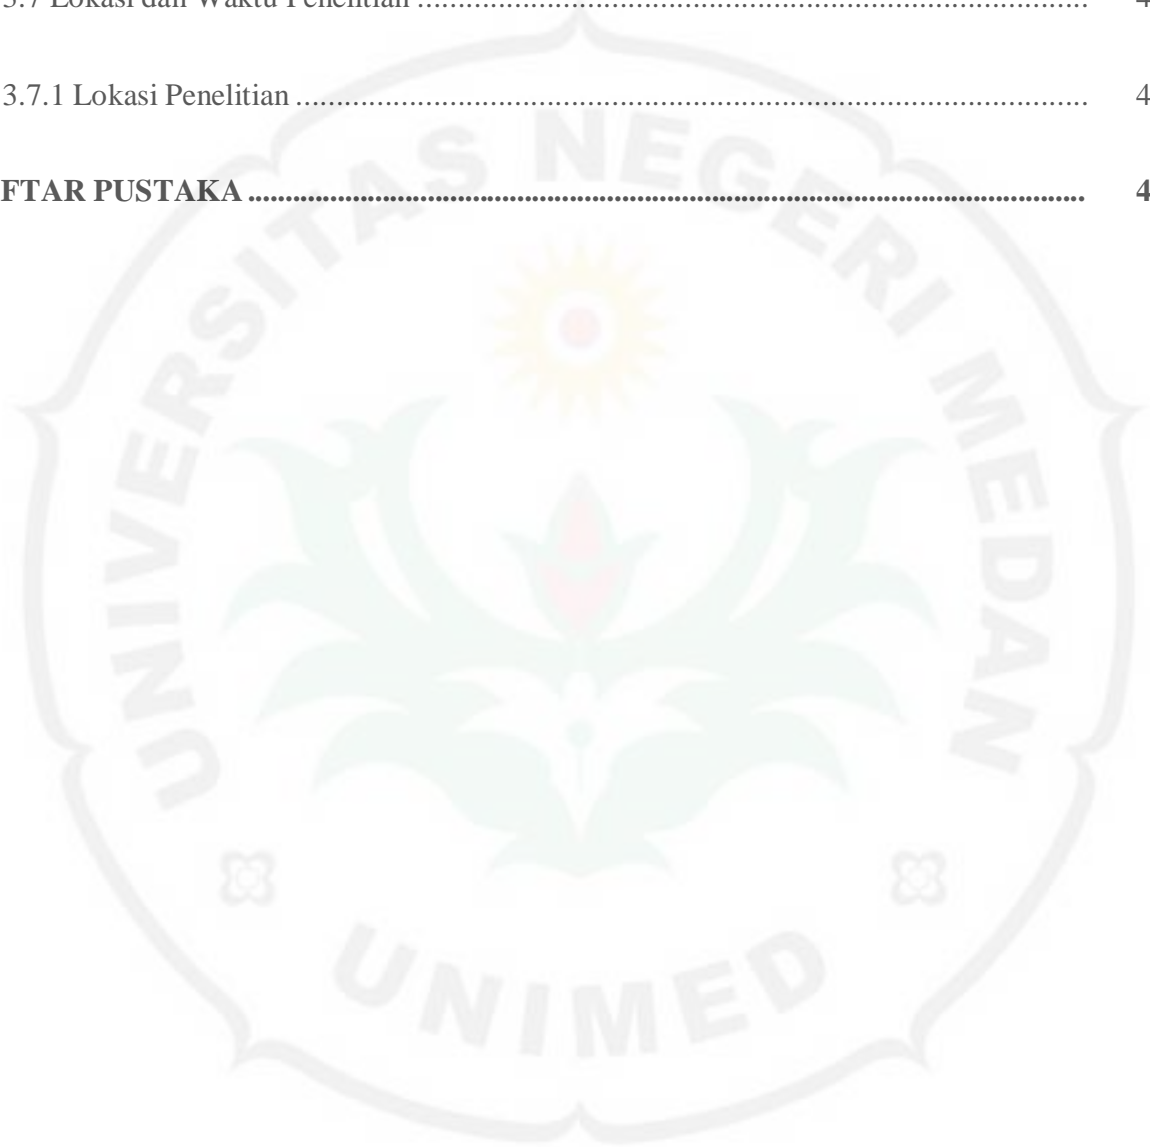 3.7 Lokasi dan Waktu Penelitian .......................................................................................... 4
3.7.1 Lokasi Penelitian .......................................................................................................... 4
FTAR PUSTAKA ................................................................................................................ 4
UNIVERSITAS NEGERI MEDAN
UNIMED